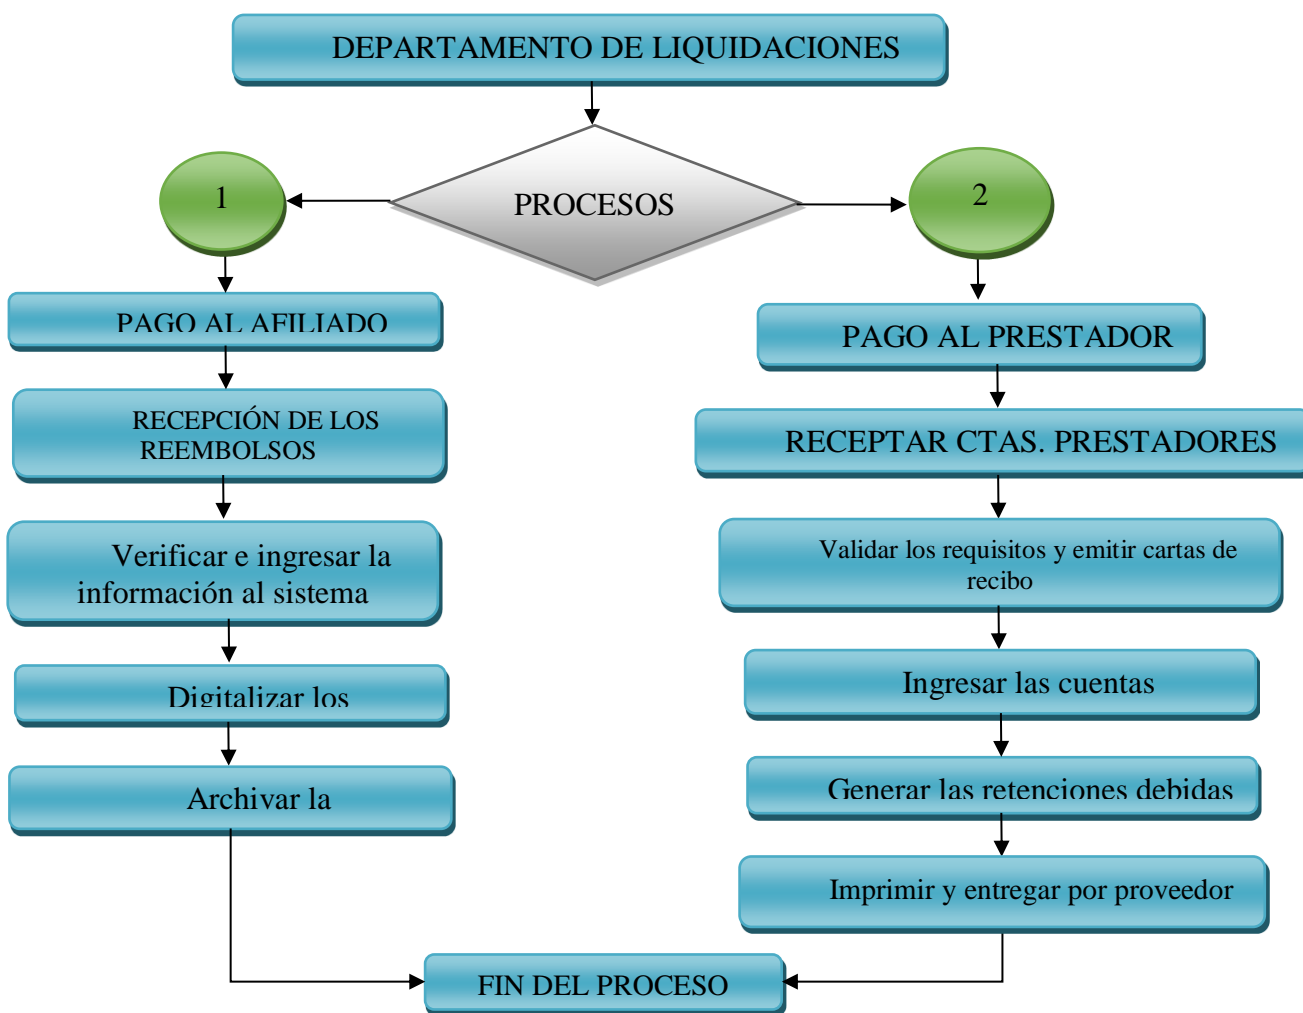 DEPARTAMENTO DE LIQUIDACIONES
PROCESOS
1
2
PAGO AL AFILIADO
RECEPCIÓN DE LOS
REEMBOLSOS
Verificar e ingresar la
información al sistema
Digitalizar los
Archivar la
PAGO AL PRESTADOR
RECEPTAR CTAS. PRESTADORES
Validar los requisitos y emitir cartas de
recibo
Ingresar las cuentas
Generar las retenciones debidas
Imprimir y entregar por proveedor
FIN DEL PROCESO